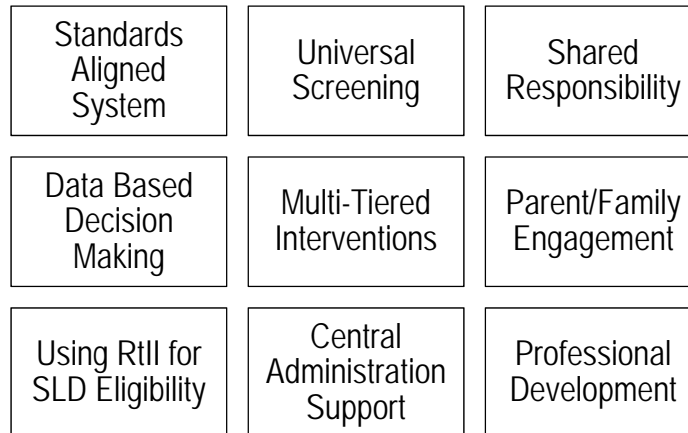 Standards
Aligned
System
Universal
Screening
Shared
Responsibility
Data Based
Decision
Making
Multi-Tiered
Interventions
Parent/Family
Engagement
Using RtII for
SLD Eligibility
Central
Administration
Support
Professional
Development